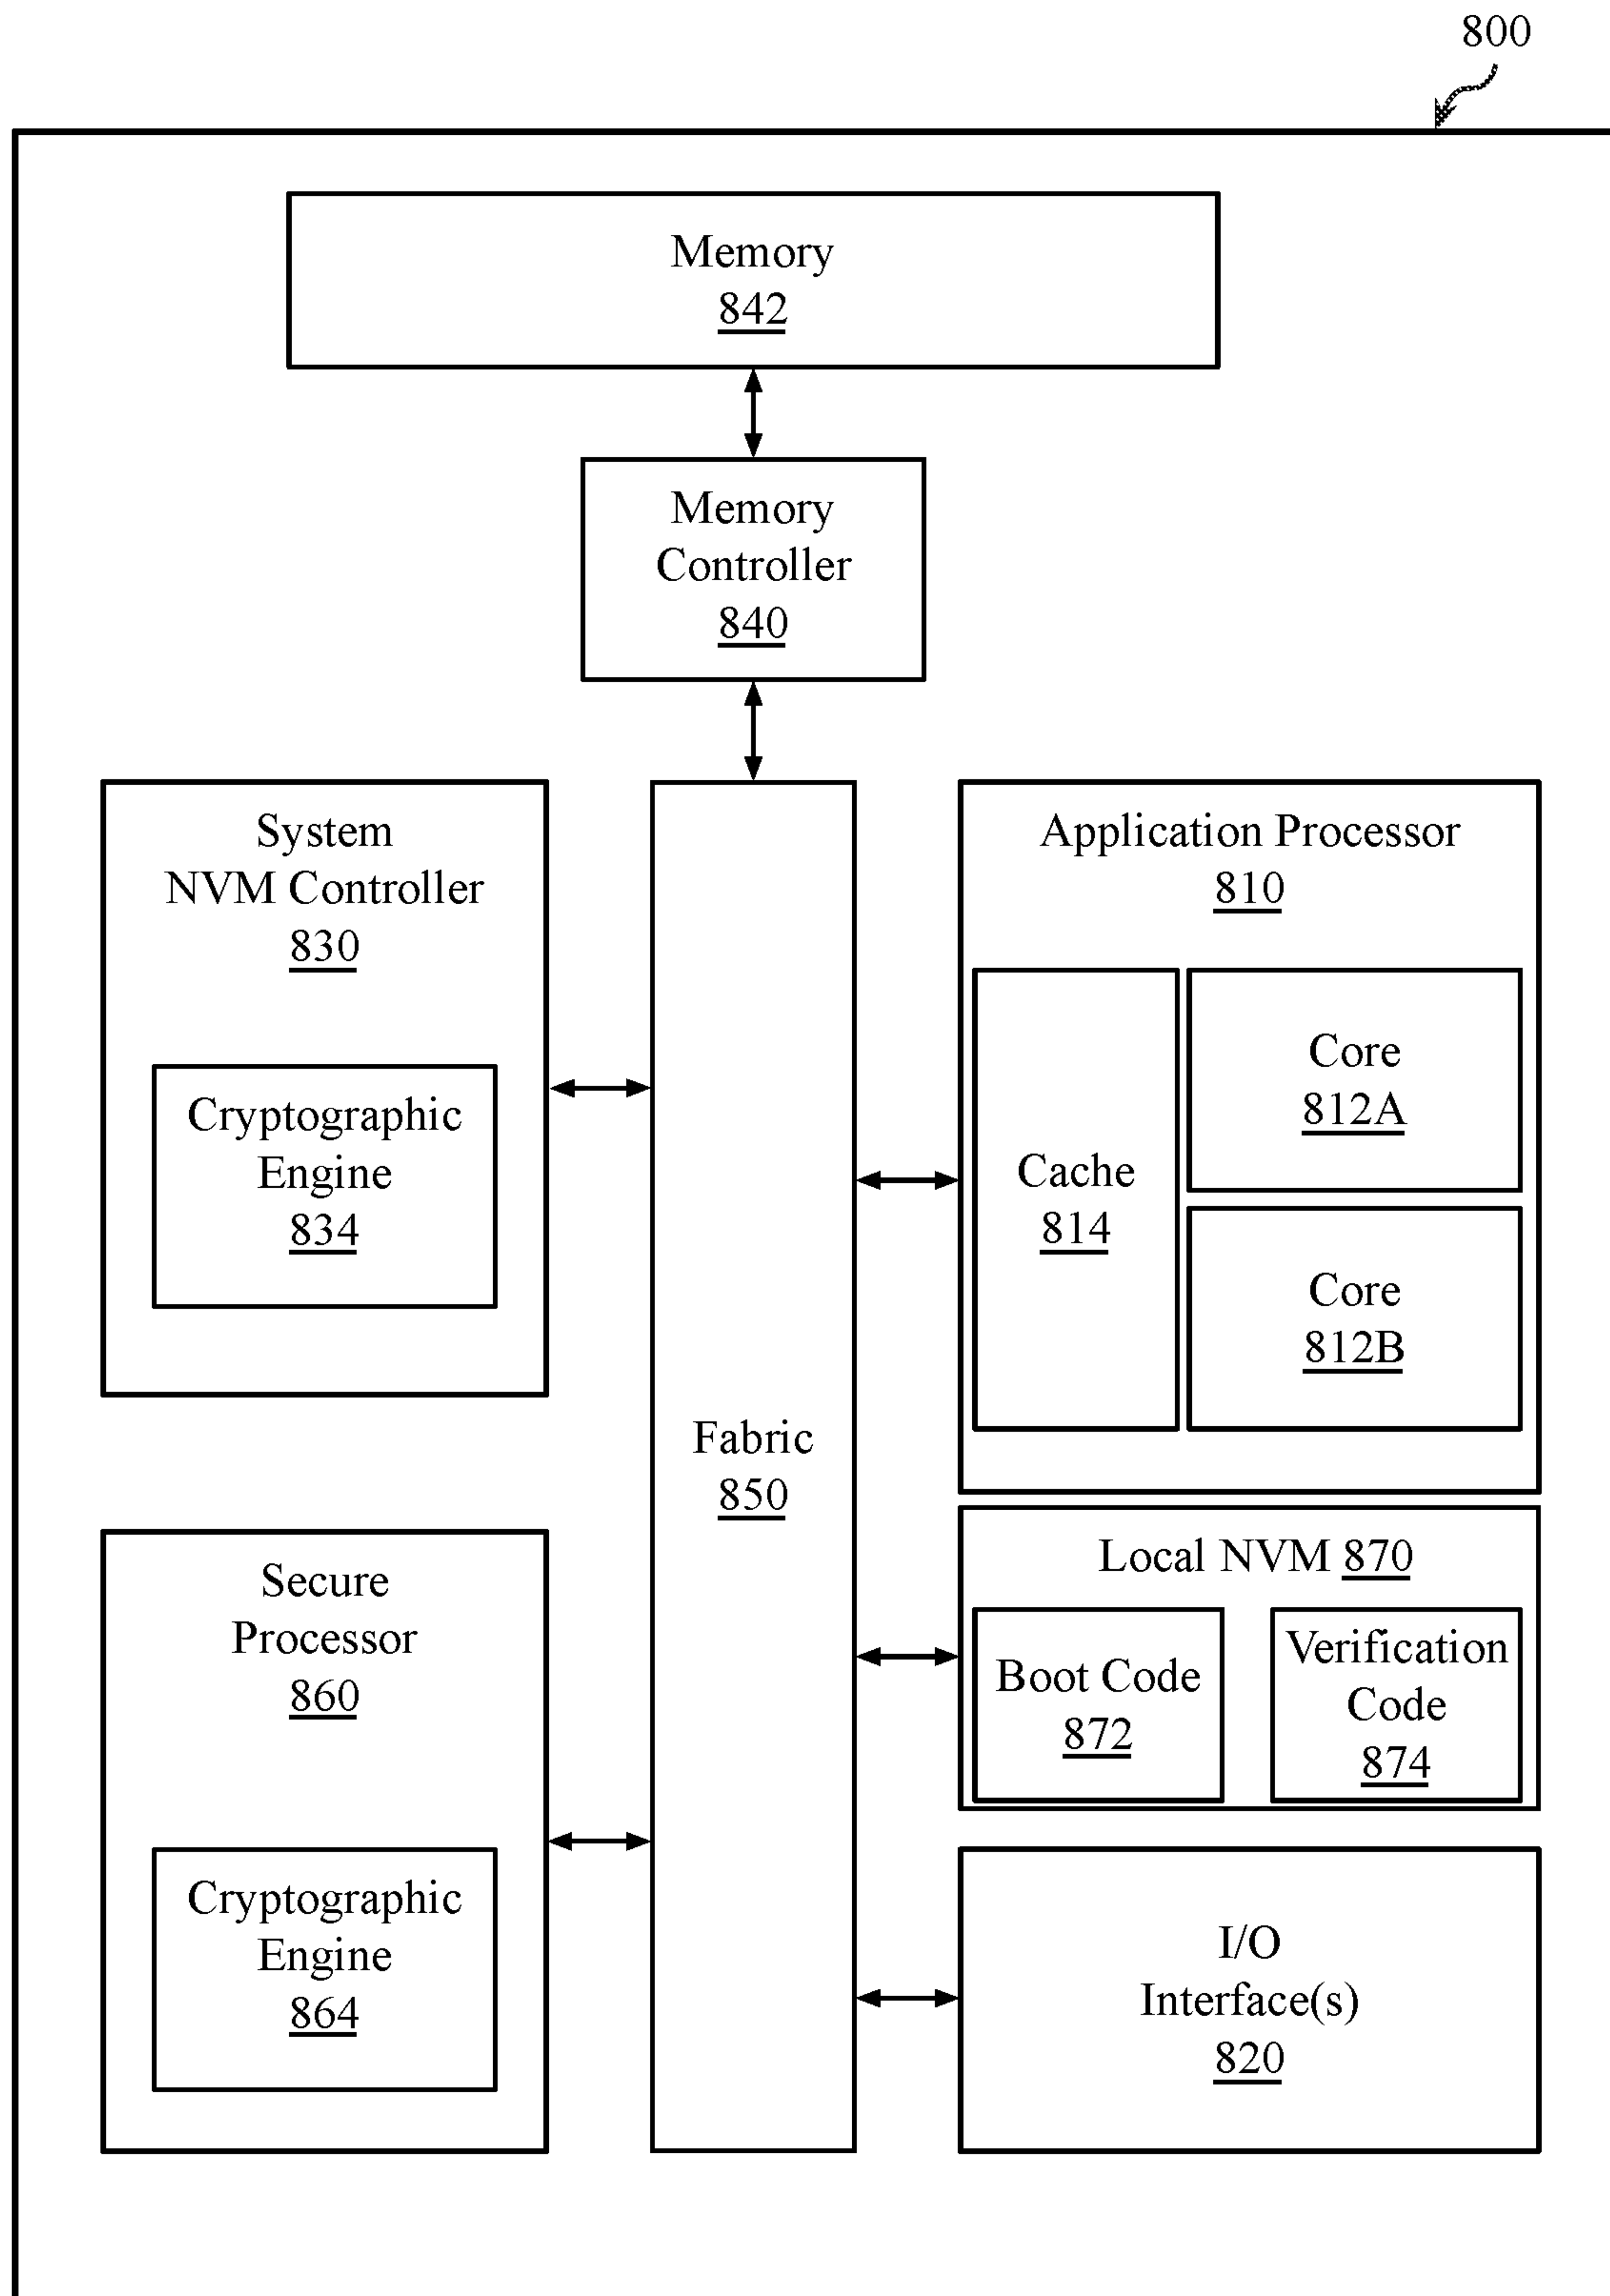 800
Memory
842
Memory
Controller
840
System
NVM Controller
830
Cryptographic
Engine
834
Secure
Processor
860
Cryptographic
Engine
864
Fabric
850
Application Processor
810
Cache
814
Core
812A
Core
812B
Local NVM 870
Boot Code
872
Verification
Code
874
I/O
Interface(s)
820